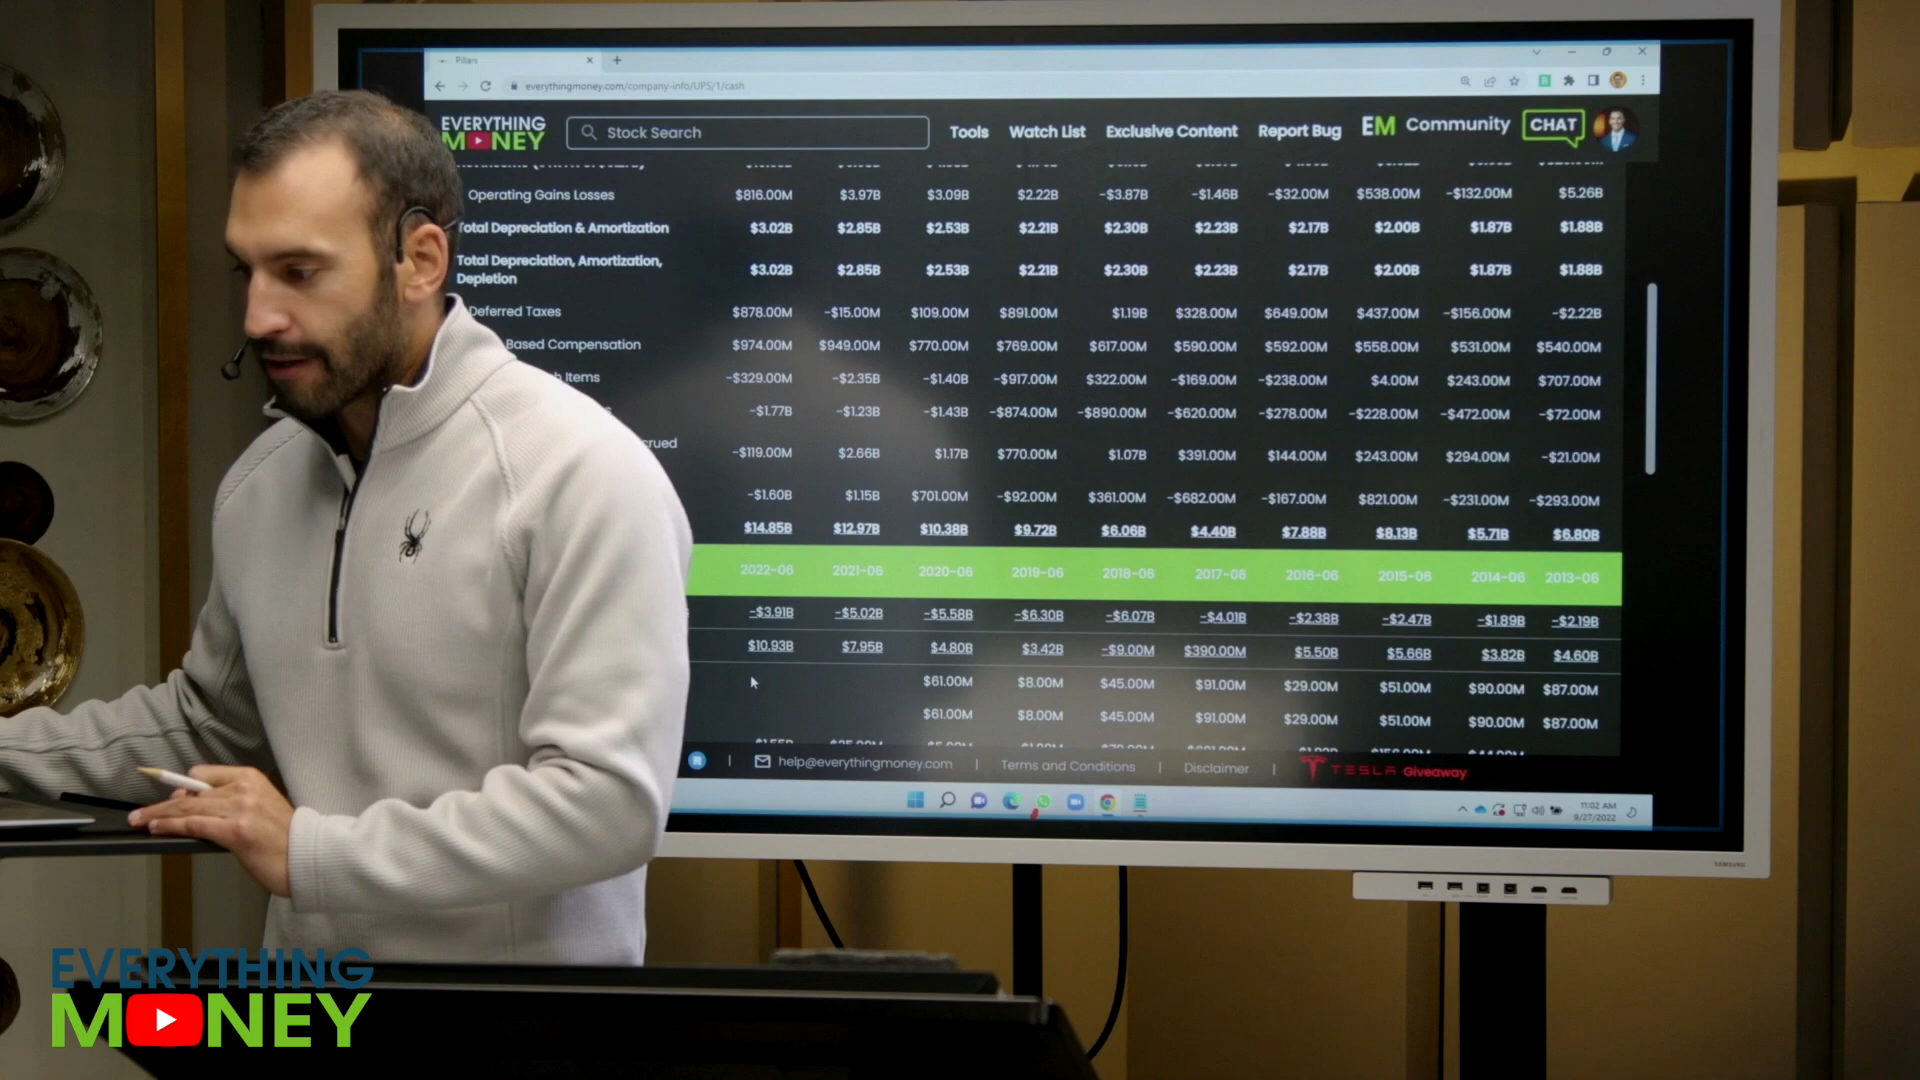 Pillars
everythingmoney.com/company-info/UPS/1/cash
EVERYTHING
MONEY
Stock Search
Tools
Watch List
Exclusive Content
Report Bug
EM Community
CHAT
Operating Gains Losses $816.00M $3.97B $3.09B $2.22B -$3.87B -$1.46B -$32.00M $538.00M -$132.00M $5.26B
Total Depreciation & Amortization $3.02B $2.85B $2.53B $2.21B $2.30B $2.23B $2.17B $2.00B $1.87B $1.88B
Total Depreciation, Amortization,
Depletion $3.02B $2.85B $2.53B $2.21B $2.30B $2.23B $2.17B $2.00B $1.87B $1.88B
Deferred Taxes $878.00M -$15.00M $109.00M $891.00M $1.19B $328.00M $649.00M $437.00M -$156.00M -$2.22B
Based Compensation $974.00M $949.00M $770.00M $769.00M $617.00M $590.00M $592.00M $558.00M $531.00M $540.00M
Items -$329.00M -$2.35B -$1.40B -$917.00M $322.00M -$169.00M -$238.00M $4.00M $243.00M $707.00M
-$1.77B -$1.23B -$1.43B -$874.00M -$890.00M -$620.00M -$278.00M -$228.00M -$472.00M -$72.00M
crued -$119.00M $2.66B $1.17B $770.00M $1.07B $391.00M $144.00M $243.00M $294.00M -$21.00M
-$1.60B $1.15B $701.00M -$92.00M $361.00M -$682.00M -$167.00M $821.00M -$231.00M -$293.00M
$14.85B $12.97B $10.38B $9.72B $6.06B $4.40B $7.88B $8.13B $5.71B $6.80B
2022-06 2021-06 2020-06 2019-06 2018-06 2017-06 2016-06 2015-06 2014-06 2013-06
-$3.91B -$5.02B -$5.58B -$6.30B -$6.07B -$4.01B -$2.38B -$2.47B -$1.89B -$2.19B
$10.93B $7.95B $4.80B $3.42B -$9.00M $390.00M $5.50B $5.66B $3.82B $4.60B
$61.00M $8.00M $45.00M $91.00M $29.00M $51.00M $90.00M $87.00M
$61.00M $8.00M $45.00M $91.00M $29.00M $51.00M $90.00M $87.00M
| help@everythingmoney.com | Terms and Conditions | Disclaimer | TESLA Giveaway
11:02 AM
9/27/2022
SAMSUNG
EVERYTHING
MONEY